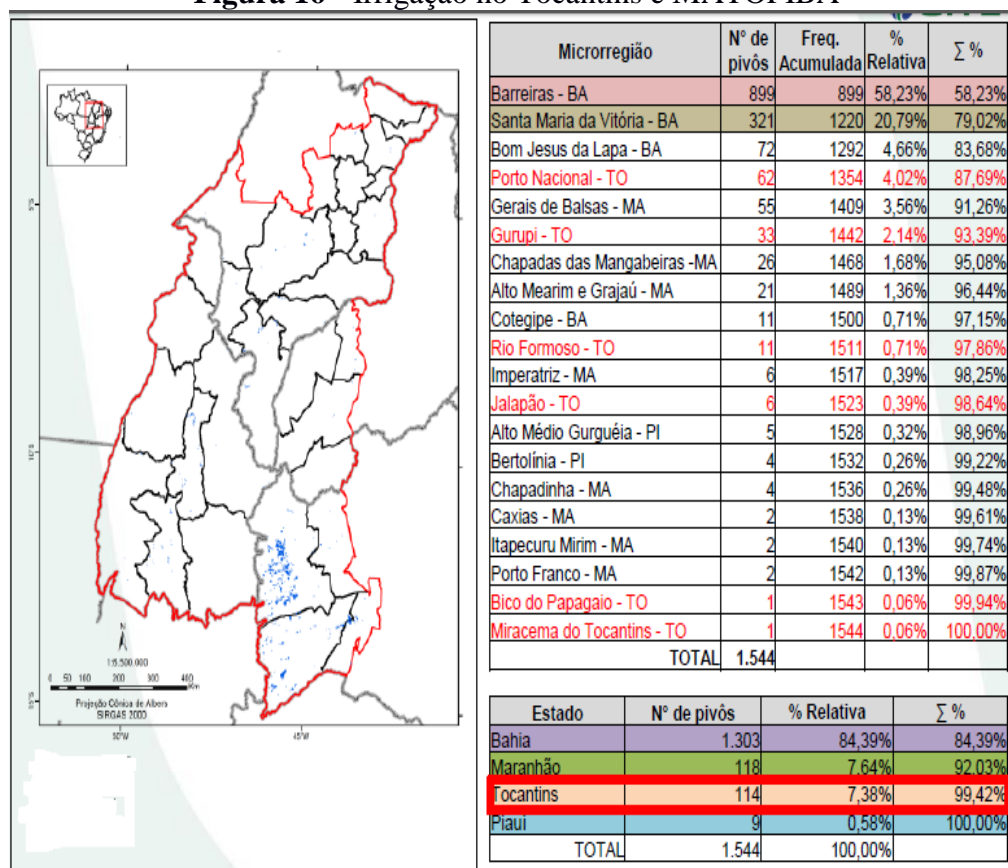 Figura 16 - Irrigação no Tocantins e MATOPIBA
5°S
10°S
15°S
50°W
45°W
N
1:5.500.000
0 50 100 200 300 400
Km
Projeção Cônica de Albers
SIRGAS 2000
Microrregião N° de pivôs Freq. Acumulada % Relativa ∑ %
Barreiras - BA 899 899 58,23% 58,23%
Santa Maria da Vitória - BA 321 1220 20,79% 79,02%
Bom Jesus da Lapa - BA 72 1292 4,66% 83,68%
Porto Nacional - TO 62 1354 4,02% 87,69%
Gerais de Balsas - MA 55 1409 3,56% 91,26%
Gurupi - TO 33 1442 2,14% 93,39%
Chapadas das Mangabeiras -MA 26 1468 1,68% 95,08%
Alto Mearim e Grajaú - MA 21 1489 1,36% 96,44%
Cotegipe - BA 11 1500 0,71% 97,15%
Rio Formoso - TO 11 1511 0,71% 97,86%
Imperatriz - MA 6 1517 0,39% 98,25%
Jalapão - TO 6 1523 0,39% 98,64%
Alto Médio Gurguéia - PI 5 1528 0,32% 98,96%
Bertolínia - PI 4 1532 0,26% 99,22%
Chapadinha - MA 4 1536 0,26% 99,48%
Caxias - MA 2 1538 0,13% 99,61%
Itapecuru Mirim - MA 2 1540 0,13% 99,74%
Porto Franco - MA 2 1542 0,13% 99,87%
Bico do Papagaio - TO 1 1543 0,06% 99,94%
Miracema do Tocantins - TO 1 1544 0,06% 100,00%
TOTAL 1.544
Estado N° de pivôs % Relativa ∑ %
Bahia 1.303 84,39% 84,39%
Maranhão 118 7,64% 92,03%
Tocantins 114 7,38% 99,42%
Piauí 9 0,58% 100,00%
TOTAL 1.544 100,00%